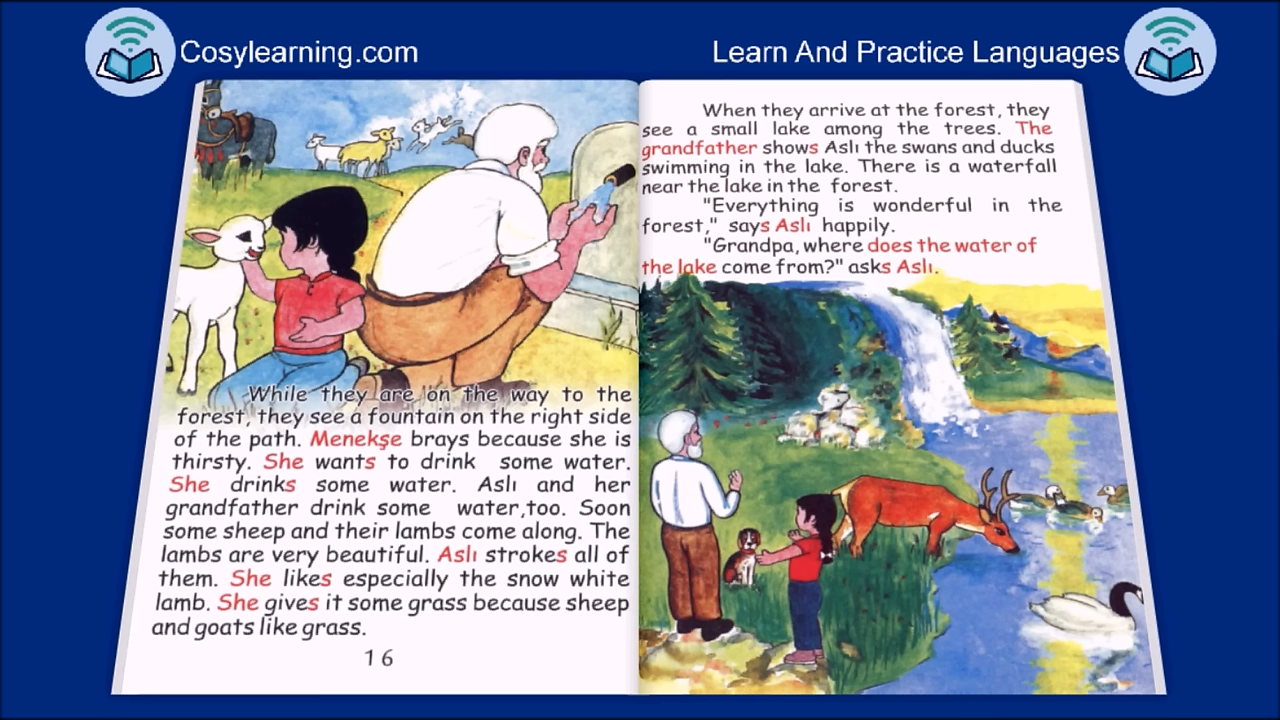 Cosylearning.com
Learn And Practice Languages
While they are on the way to the
forest, they see a fountain on the right side
of the path. Menekşe brays because she is
thirsty. She wants to drink some water.
She drinks some water. Aslı and her
grandfather drink some water,too. Soon
some sheep and their lambs come along. The
lambs are very beautiful. Aslı strokes all of
them. She likes especially the snow white
lamb. She gives it some grass because sheep
and goats like grass.
16
When they arrive at the forest, they
see a small lake among the trees. The
grandfather shows Aslı the swans and ducks
swimming in the lake. There is a waterfall
near the lake in the forest.
"Everything is wonderful in the
forest," says Aslı happily.
"Grandpa, where does the water of
the lake come from?" asks Aslı.